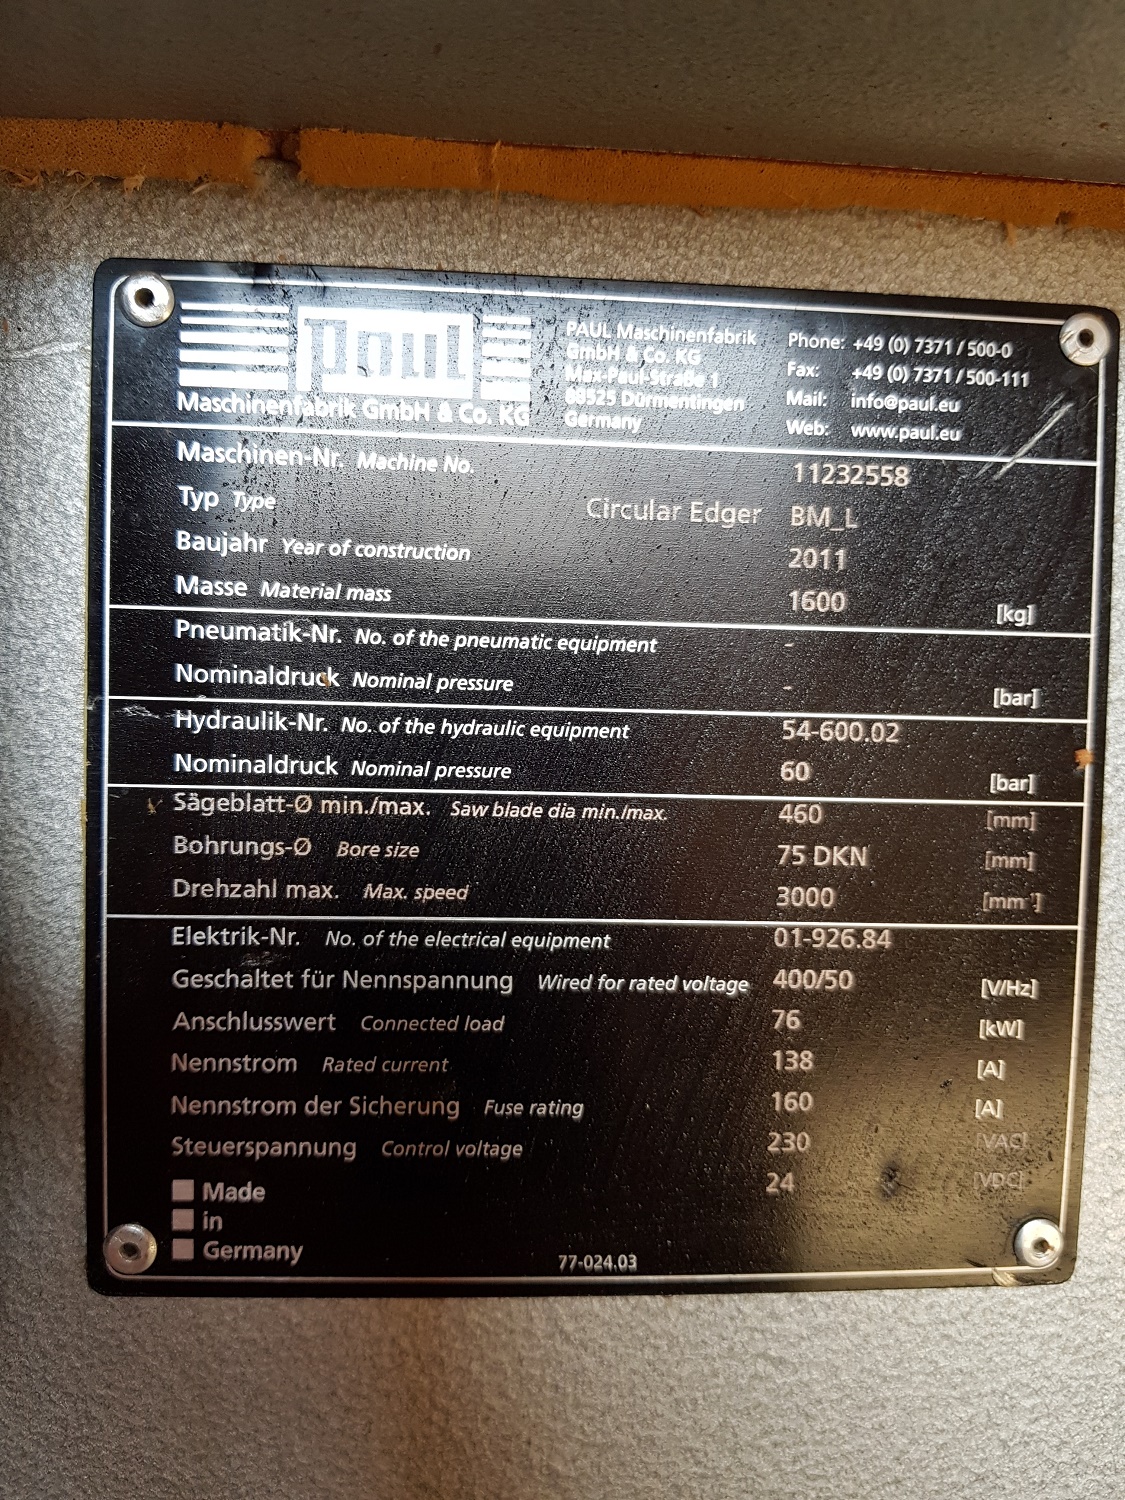 paul
Maschinenfabrik GmbH & Co. KG
PAUL Maschinenfabrik
GmbH & Co. KG
Max-Paul-Straße 1
88525 Dürmentingen
Germany
Phone: +49 (0) 7371 / 500-0
Fax: +49 (0) 7371 / 500-111
Mail: info@paul.eu
Web: www.paul.eu
Maschinen-Nr. Machine No. 11232558
Typ Type Circular Edger BM_L
Baujahr Year of construction 2011
Masse Material mass 1600 [kg]
Pneumatik-Nr. No. of the pneumatic equipment -
Nominaldruck Nominal pressure - [bar]
Hydraulik-Nr. No. of the hydraulic equipment 54-600.02
Nominaldruck Nominal pressure 60 [bar]
Sägeblatt-Ø min./max. Saw blade dia min./max. 460 [mm]
Bohrungs-Ø Bore size 75 DKN [mm]
Drehzahl max. Max. speed 3000 [mm⁻¹]
Elektrik-Nr. No. of the electrical equipment 01-926.84
Geschaltet für Nennspannung Wired for rated voltage 400/50 [V/Hz]
Anschlusswert Connected load 76 [kW]
Nennstrom Rated current 138 [A]
Nennstrom der Sicherung Fuse rating 160 [A]
Steuerspannung Control voltage 230 [VAC]
24 [VDC]
Made
in
Germany
77-024.03